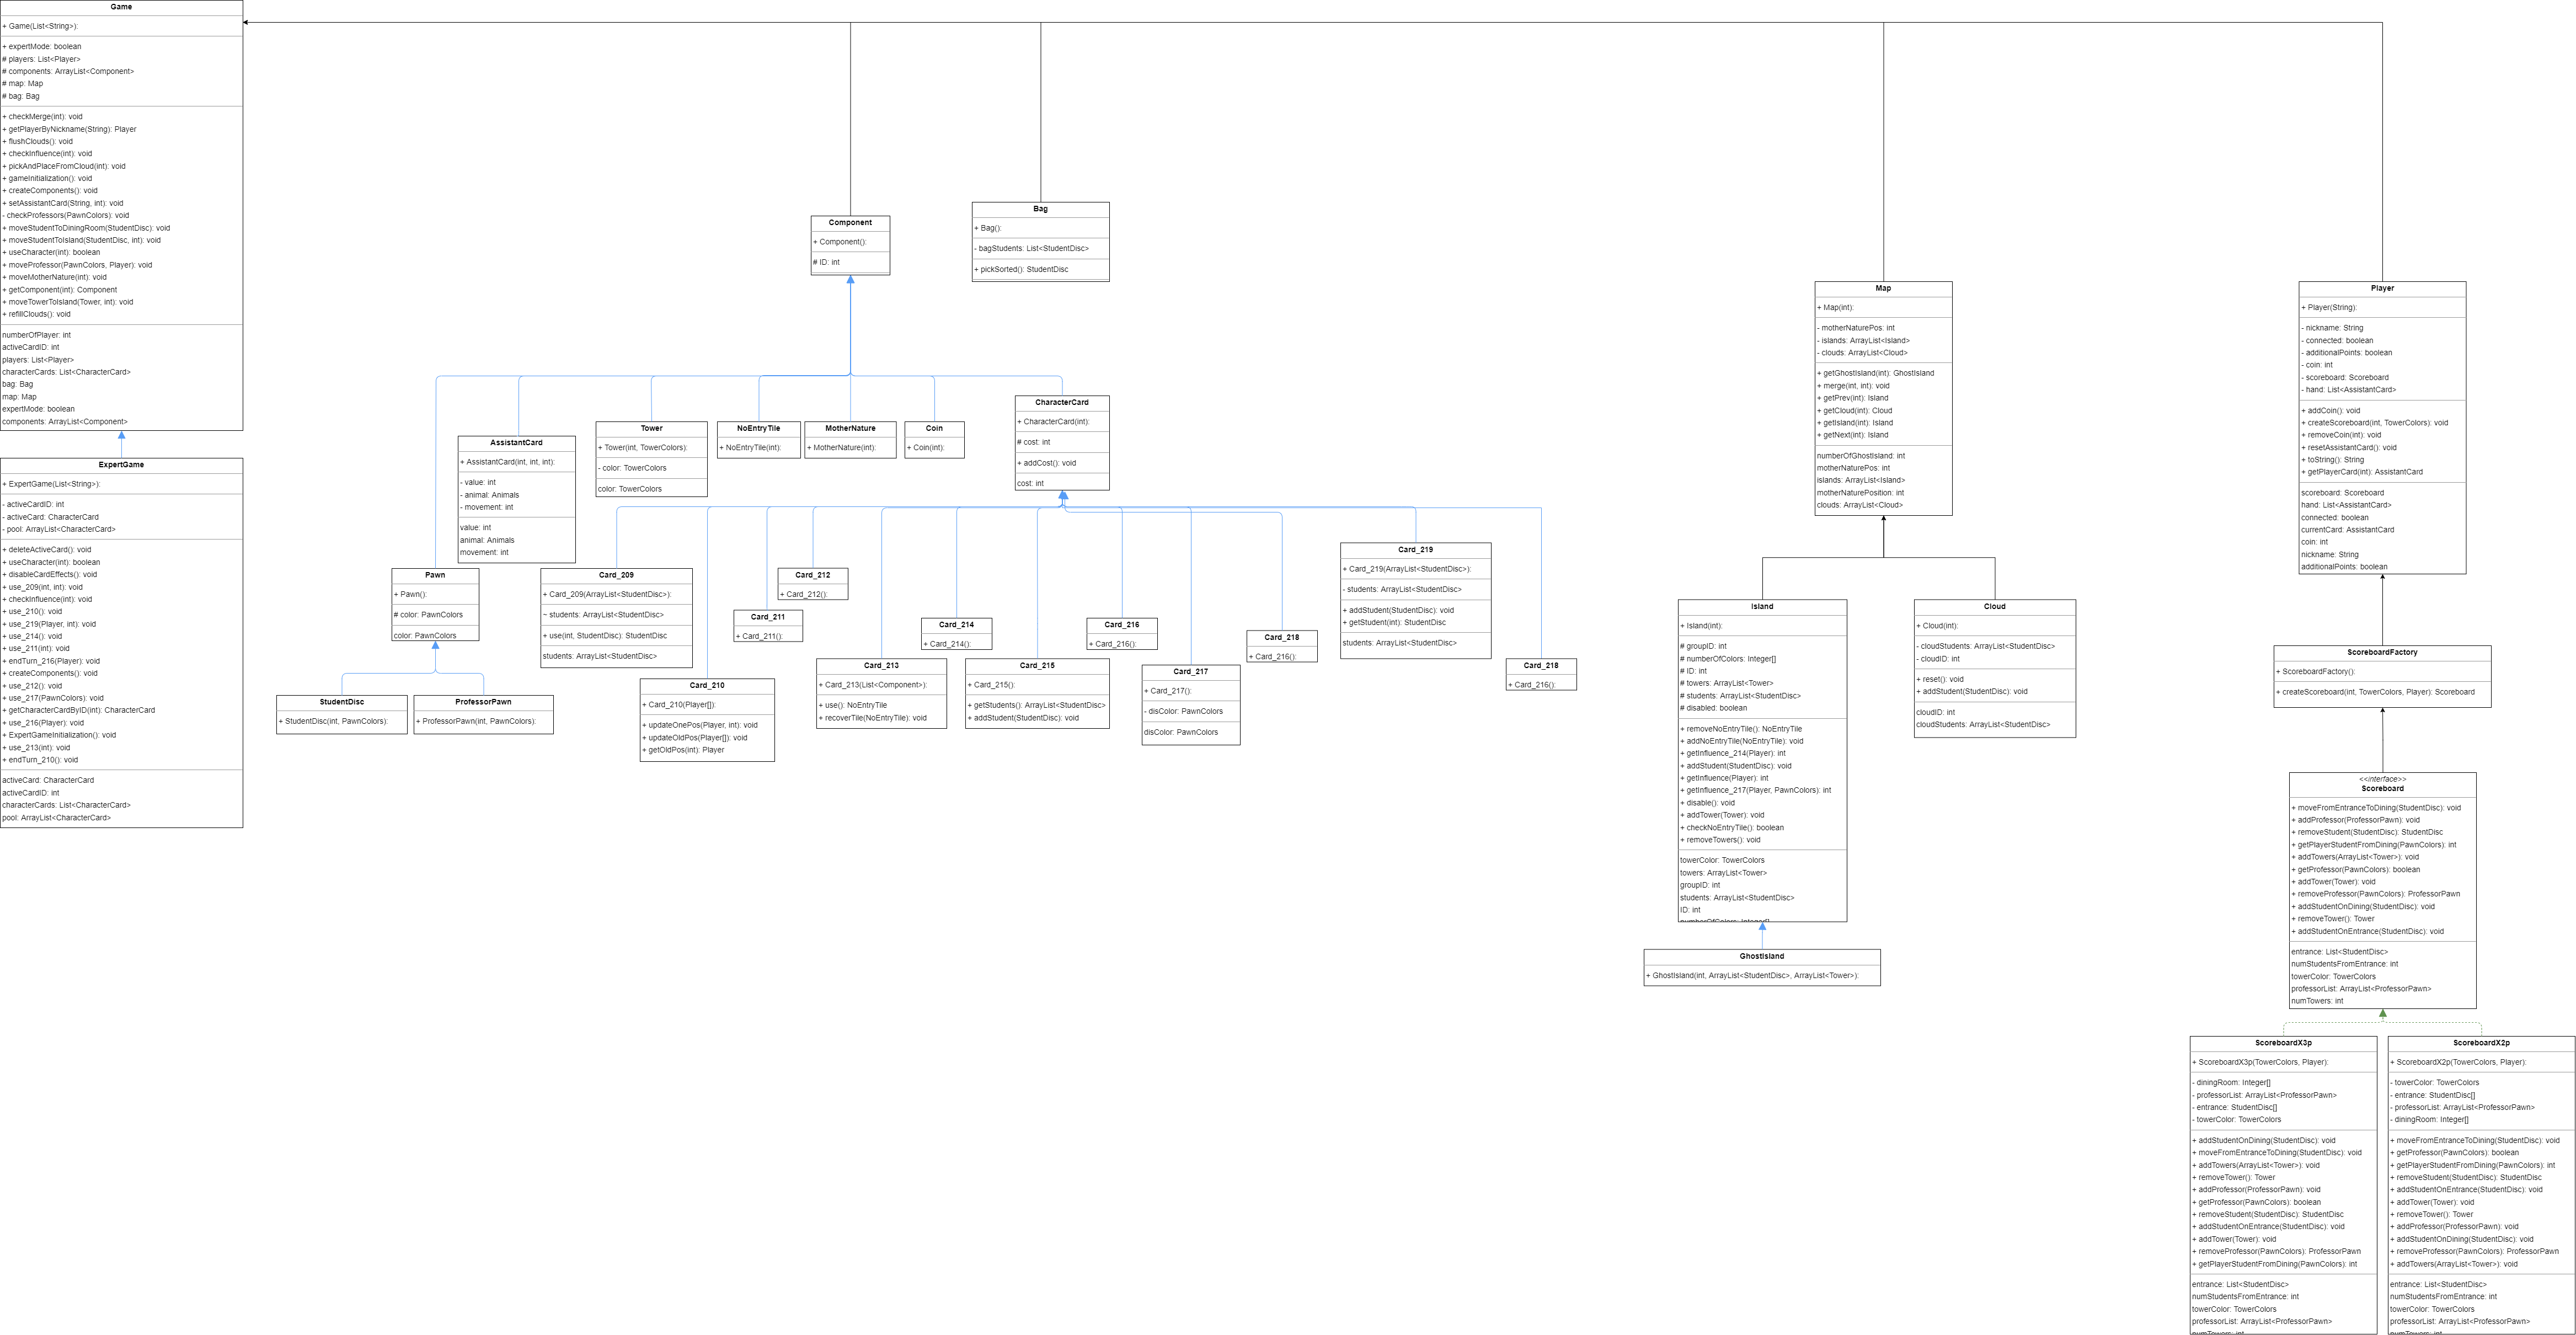 Game
+ Game(List<String>):
+ expertMode: boolean
# players: List<Player>
# components: ArrayList<Component>
# map: Map
# bag: Bag
+ checkMerge(int): void
+ getPlayerByNickname(String): Player
+ flushClouds(): void
+ checkInfluence(int): void
+ pickAndPlaceFromCloud(int): void
+ gameInitialization(): void
+ createComponents(): void
+ setAssistantCard(String, int): void
- checkProfessors(PawnColors): void
+ moveStudentToDiningRoom(StudentDisc): void
+ moveStudentToIsland(StudentDisc, int): void
+ useCharacter(int): boolean
+ moveProfessor(PawnColors, Player): void
+ moveMotherNature(int): void
+ getComponent(int): Component
+ moveTowerToIsland(Tower, int): void
+ refillClouds(): void
numberOfPlayer: int
activeCardID: int
players: List<Player>
characterCards: List<CharacterCard>
bag: Bag
map: Map
expertMode: boolean
components: ArrayList<Component>
ExpertGame
+ ExpertGame(List<String>):
- activeCardID: int
- activeCard: CharacterCard
- pool: ArrayList<CharacterCard>
+ deleteActiveCard(): void
+ useCharacter(int): boolean
+ disableCardEffects(): void
+ use_209(int, int): void
+ checkInfluence(int): void
+ use_210(): void
+ use_219(Player, int): void
+ use_214(): void
+ use_211(int): void
+ endTurn_216(Player): void
+ createComponents(): void
+ use_212(): void
+ use_217(PawnColors): void
+ getCharacterCardByID(int): CharacterCard
+ use_216(Player): void
+ ExpertGameInitialization(): void
+ use_213(int): void
+ endTurn_210(): void
activeCard: CharacterCard
activeCardID: int
characterCards: List<CharacterCard>
pool: ArrayList<CharacterCard>
Component
+ Component():
# ID: int
Bag
+ Bag():
- bagStudents: List<StudentDisc>
+ pickSorted(): StudentDisc
AssistantCard
+ AssistantCard(int, int, int):
- value: int
- animal: Animals
- movement: int
value: int
animal: Animals
movement: int
Tower
+ Tower(int, TowerColors):
- color: TowerColors
color: TowerColors
NoEntryTile
+ NoEntryTile(int):
MotherNature
+ MotherNature(int):
Coin
+ Coin(int):
CharacterCard
+ CharacterCard(int):
# cost: int
+ addCost(): void
cost: int
Pawn
+ Pawn():
# color: PawnColors
color: PawnColors
StudentDisc
+ StudentDisc(int, PawnColors):
ProfessorPawn
+ ProfessorPawn(int, PawnColors):
Card_209
+ Card_209(ArrayList<StudentDisc>):
~ students: ArrayList<StudentDisc>
+ use(int, StudentDisc): StudentDisc
students: ArrayList<StudentDisc>
Card_210
+ Card_210(Player[]):
+ updateOnePos(Player, int): void
+ updateOldPos(Player[]): void
+ getOldPos(int): Player
Card_211
+ Card_211():
Card_212
+ Card_212():
Card_213
+ Card_213(List<Component>):
+ use(): NoEntryTile
+ recoverTile(NoEntryTile): void
Card_214
+ Card_214():
Card_215
+ Card_215():
+ getStudents(): ArrayList<StudentDisc>
+ addStudent(StudentDisc): void
Card_216
+ Card_216():
Card_217
+ Card_217():
- disColor: PawnColors
disColor: PawnColors
Card_218
+ Card_216():
Card_219
+ Card_219(ArrayList<StudentDisc>):
- students: ArrayList<StudentDisc>
+ addStudent(StudentDisc): void
+ getStudent(int): StudentDisc
students: ArrayList<StudentDisc>
Card_218
+ Card_216():
Map
+ Map(int):
- motherNaturePos: int
- islands: ArrayList<Island>
- clouds: ArrayList<Cloud>
+ getGhostIsland(int): GhostIsland
+ merge(int, int): void
+ getPrev(int): Island
+ getCloud(int): Cloud
+ getIsland(int): Island
+ getNext(int): Island
numberOfGhostIsland: int
motherNaturePos: int
islands: ArrayList<Island>
motherNaturePosition: int
clouds: ArrayList<Cloud>
Island
+ Island(int):
# groupID: int
# numberOfColors: Integer[]
# ID: int
# towers: ArrayList<Tower>
# students: ArrayList<StudentDisc>
# disabled: boolean
+ removeNoEntryTile(): NoEntryTile
+ addNoEntryTile(NoEntryTile): void
+ getInfluence_214(Player): int
+ addStudent(StudentDisc): void
+ getInfluence(Player): int
+ getInfluence_217(Player, PawnColors): int
+ disable(): void
+ addTower(Tower): void
+ checkNoEntryTile(): boolean
+ removeTowers(): void
towerColor: TowerColors
towers: ArrayList<Tower>
groupID: int
students: ArrayList<StudentDisc>
ID: int
numberOfColors: Integer[]
GhostIsland
+ GhostIsland(int, ArrayList<StudentDisc>, ArrayList<Tower>):
Cloud
+ Cloud(int):
- cloudStudents: ArrayList<StudentDisc>
- cloudID: int
+ reset(): void
+ addStudent(StudentDisc): void
cloudID: int
cloudStudents: ArrayList<StudentDisc>
Player
+ Player(String):
- nickname: String
- connected: boolean
- additionalPoints: boolean
- coin: int
- scoreboard: Scoreboard
- hand: List<AssistantCard>
+ addCoin(): void
+ createScoreboard(int, TowerColors): void
+ removeCoin(int): void
+ resetAssistantCard(): void
+ toString(): String
+ getPlayerCard(int): AssistantCard
scoreboard: Scoreboard
hand: List<AssistantCard>
connected: boolean
currentCard: AssistantCard
coin: int
nickname: String
additionalPoints: boolean
ScoreboardFactory
+ ScoreboardFactory():
+ createScoreboard(int, TowerColors, Player): Scoreboard
<<interface>>
Scoreboard
+ moveFromEntranceToDining(StudentDisc): void
+ addProfessor(ProfessorPawn): void
+ removeStudent(StudentDisc): StudentDisc
+ getPlayerStudentFromDining(PawnColors): int
+ addTowers(ArrayList<Tower>): void
+ getProfessor(PawnColors): boolean
+ addTower(Tower): void
+ removeProfessor(PawnColors): ProfessorPawn
+ addStudentOnDining(StudentDisc): void
+ removeTower(): Tower
+ addStudentOnEntrance(StudentDisc): void
entrance: List<StudentDisc>
numStudentsFromEntrance: int
towerColor: TowerColors
professorList: ArrayList<ProfessorPawn>
numTowers: int
ScoreboardX3p
+ ScoreboardX3p(TowerColors, Player):
- diningRoom: Integer[]
- professorList: ArrayList<ProfessorPawn>
- entrance: StudentDisc[]
- towerColor: TowerColors
+ addStudentOnDining(StudentDisc): void
+ moveFromEntranceToDining(StudentDisc): void
+ addTowers(ArrayList<Tower>): void
+ removeTower(): Tower
+ addProfessor(ProfessorPawn): void
+ getProfessor(PawnColors): boolean
+ removeStudent(StudentDisc): StudentDisc
+ addStudentOnEntrance(StudentDisc): void
+ addTower(Tower): void
+ removeProfessor(PawnColors): ProfessorPawn
+ getPlayerStudentFromDining(PawnColors): int
entrance: List<StudentDisc>
numStudentsFromEntrance: int
towerColor: TowerColors
professorList: ArrayList<ProfessorPawn>
numTowers: int
ScoreboardX2p
+ ScoreboardX2p(TowerColors, Player):
- towerColor: TowerColors
- entrance: StudentDisc[]
- professorList: ArrayList<ProfessorPawn>
- diningRoom: Integer[]
+ moveFromEntranceToDining(StudentDisc): void
+ getProfessor(PawnColors): boolean
+ getPlayerStudentFromDining(PawnColors): int
+ removeStudent(StudentDisc): StudentDisc
+ addStudentOnEntrance(StudentDisc): void
+ addTower(Tower): void
+ removeTower(): Tower
+ addProfessor(ProfessorPawn): void
+ addStudentOnDining(StudentDisc): void
+ removeProfessor(PawnColors): ProfessorPawn
+ addTowers(ArrayList<Tower>): void
entrance: List<StudentDisc>
numStudentsFromEntrance: int
towerColor: TowerColors
professorList: ArrayList<ProfessorPawn>
numTowers: int